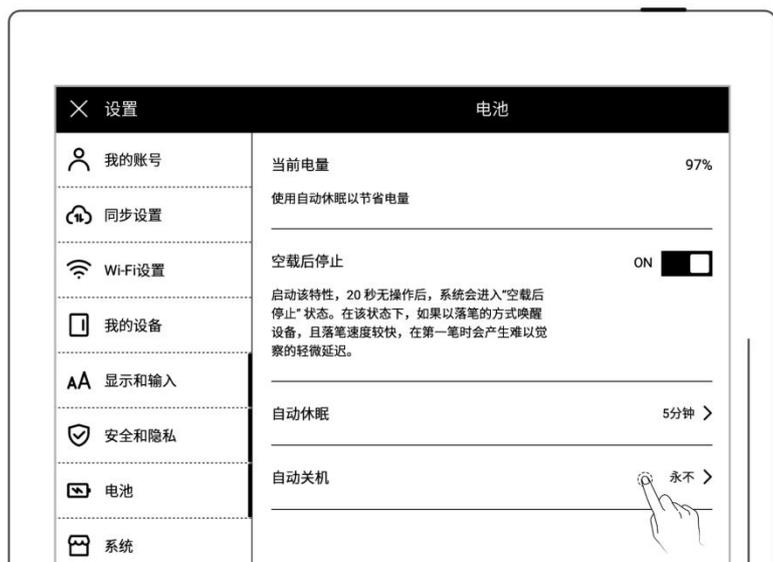 设置
电池
我的账号
同步设置
Wi-Fi设置
我的设备
AA 显示和输入
安全和隐私
电池
系统
当前电量 97%
使用自动休眠以节省电量
空载后停止 ON
启动该特性，20 秒无操作后，系统会进入“空载后
停止” 状态。在该状态下，如果以落笔的方式唤醒
设备，且落笔速度较快，在第一笔时会产生难以觉
察的轻微延迟。
自动休眠 5分钟
自动关机 永不